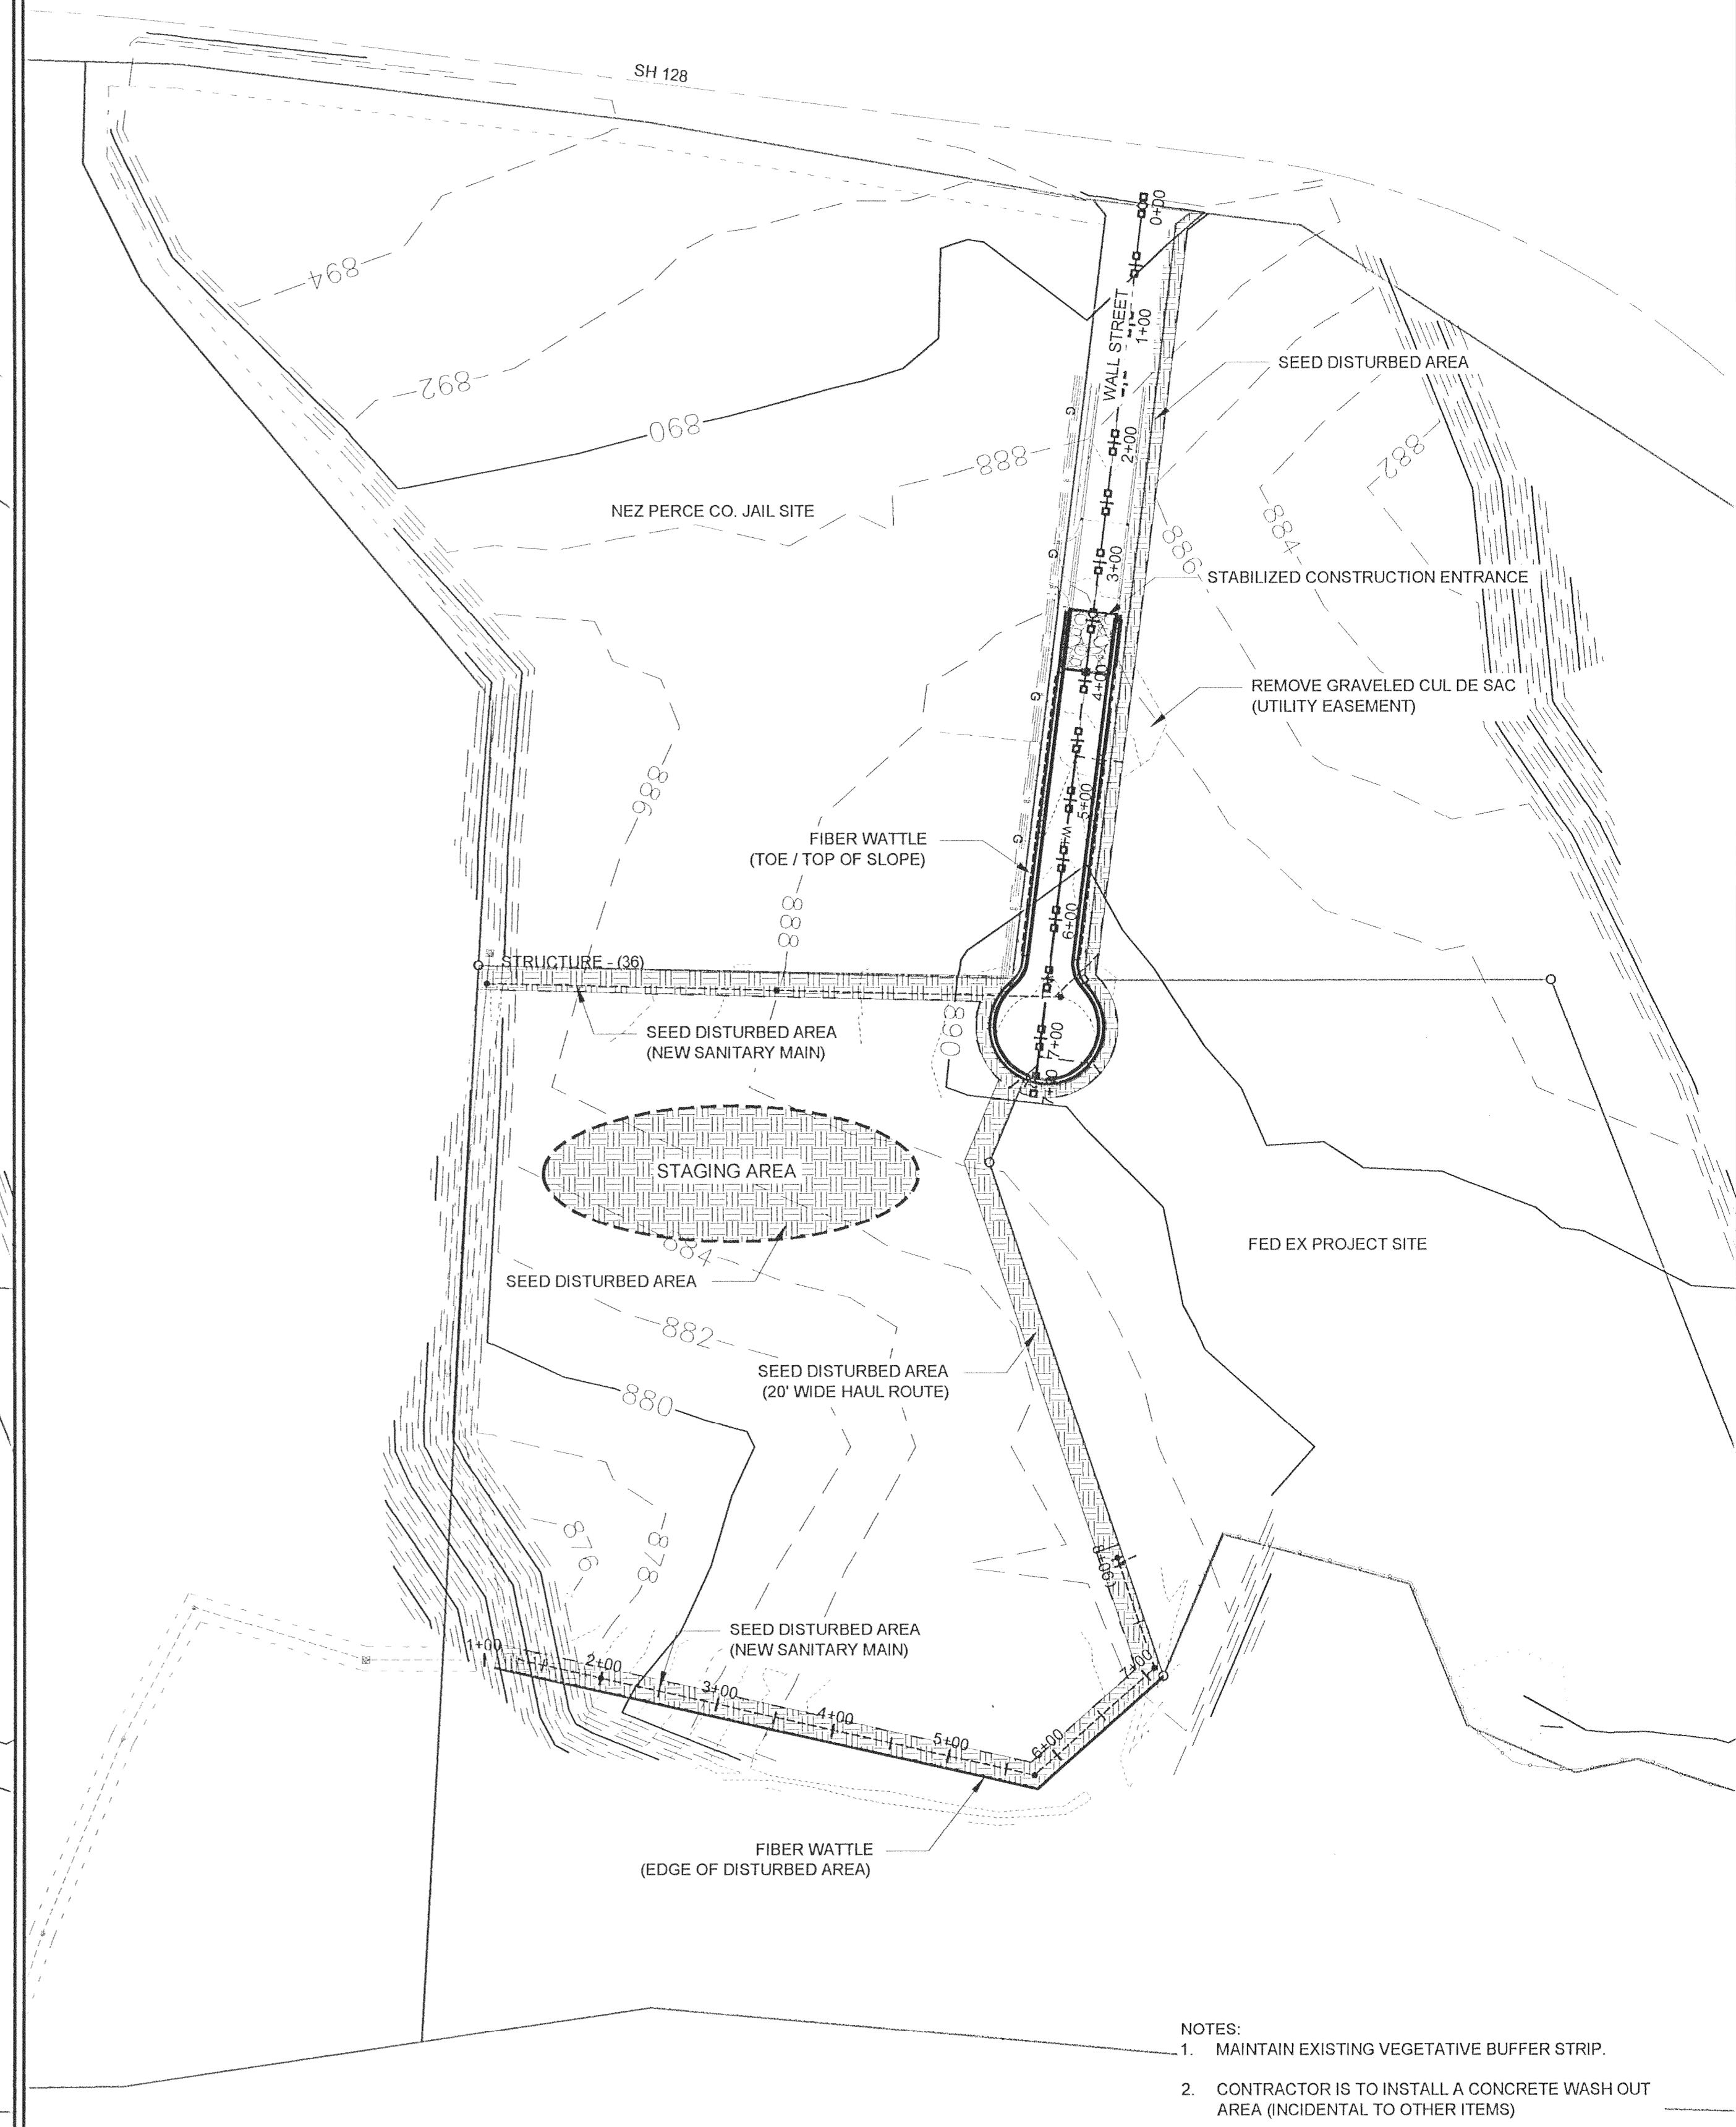 SH 128
0+00
894
WALL STREET
1+00
SEED DISTURBED AREA
892
G
890
2+00
888
882
NEZ PERCE CO. JAIL SITE
884
886
G
3+00
STABILIZED CONSTRUCTION ENTRANCE
4+00
REMOVE GRAVELED CUL DE SAC
(UTILITY EASEMENT)
G
886
5+00
W
FIBER WATTLE
(TOE / TOP OF SLOPE)
G
888
6+00
STRUCTURE - (36)
890
SEED DISTURBED AREA
(NEW SANITARY MAIN)
7+00
STAGING AREA
884
FED EX PROJECT SITE
SEED DISTURBED AREA
882
SEED DISTURBED AREA
(20' WIDE HAUL ROUTE)
880
876
878
SEED DISTURBED AREA
(NEW SANITARY MAIN)
1+00
2+00
3+00
4+00
5+00
6+00
7+00
FIBER WATTLE
(EDGE OF DISTURBED AREA)
NOTES:
1. MAINTAIN EXISTING VEGETATIVE BUFFER STRIP.
2. CONTRACTOR IS TO INSTALL A CONCRETE WASH OUT
AREA (INCIDENTAL TO OTHER ITEMS)